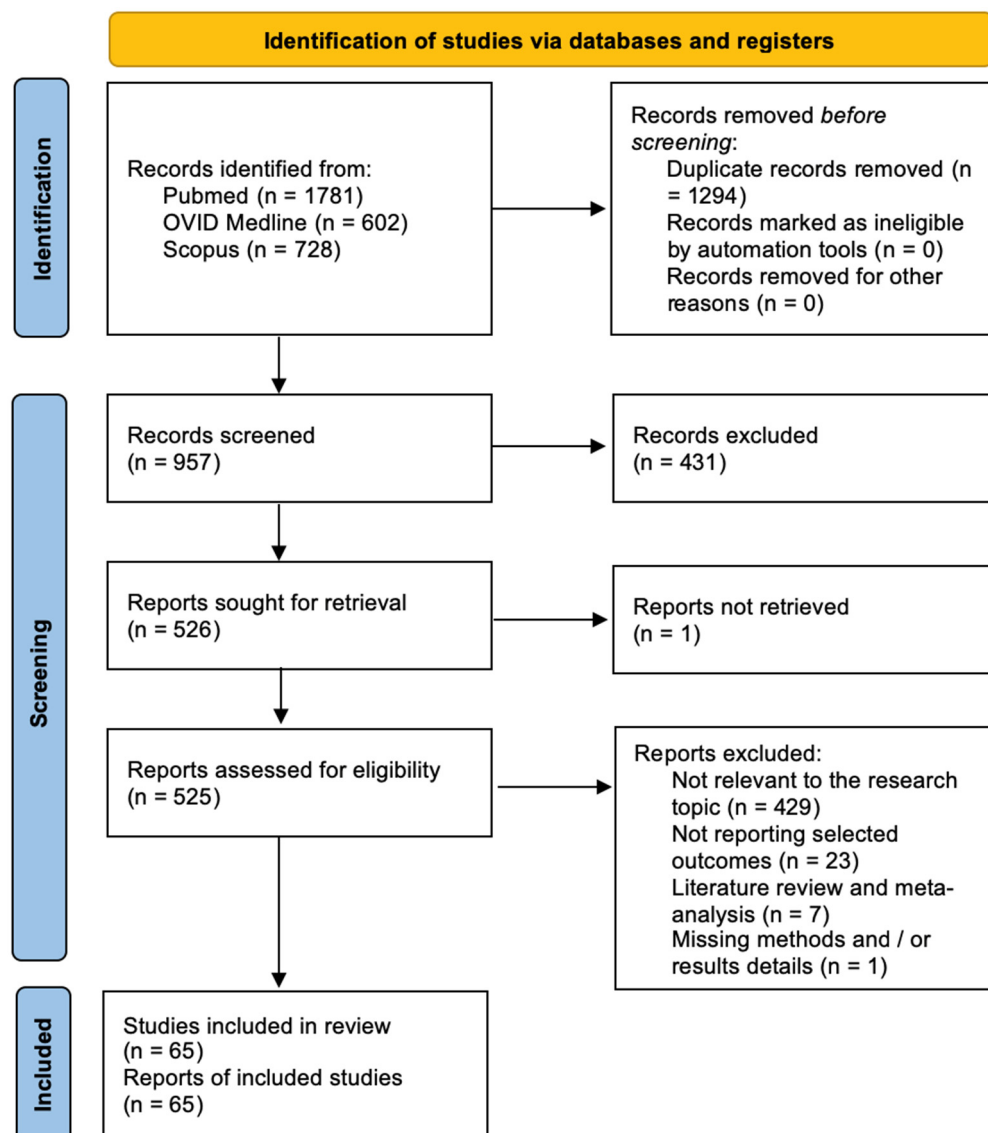 Identification of studies via databases and registers
Identification
Records identified from:
Pubmed (n = 1781)
OVID Medline (n = 602)
Scopus (n = 728)
Records removed before
screening:
Duplicate records removed (n
= 1294)
Records marked as ineligible
by automation tools (n = 0)
Records removed for other
reasons (n = 0)
Screening
Records screened
(n = 957)
Records excluded
(n = 431)
Reports sought for retrieval
(n = 526)
Reports not retrieved
(n = 1)
Reports assessed for eligibility
(n = 525)
Reports excluded:
Not relevant to the research
topic (n = 429)
Not reporting selected
outcomes (n = 23)
Literature review and meta-
analysis (n = 7)
Missing methods and / or
results details (n = 1)
Included
Studies included in review
(n = 65)
Reports of included studies
(n = 65)